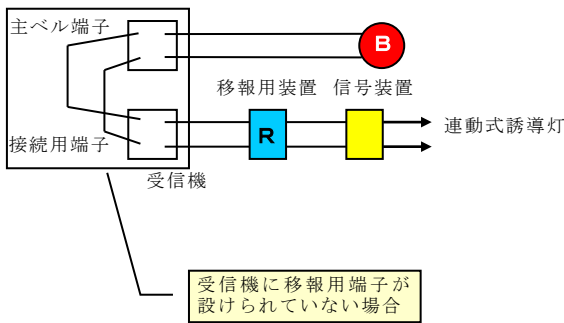 主ベル端子
B
移報用装置
信号装置
R
連動式誘導灯
接続用端子
受信機
受信機に移報用端子が
設けられていない場合